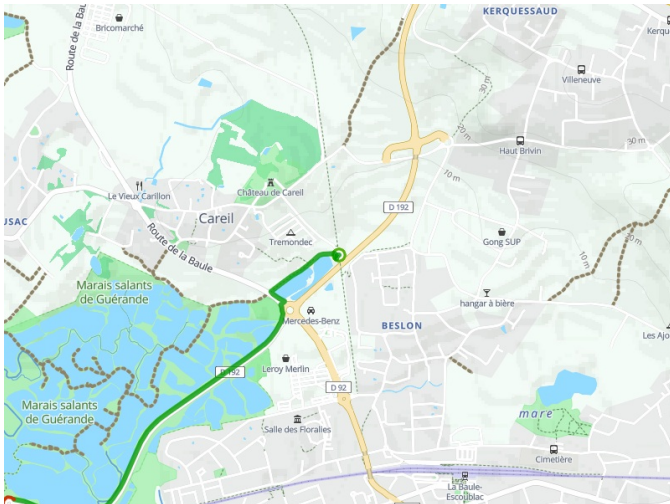 KERQUESSAUD
Bricomarché
Route de la Baule
Villeneuve
30 m
20 m
Haut Brivin
30 m
10 m
Le Vieux Carillon
Château de Careil
D 192
Careil
USAC
Tremondec
Gong SUP
20 m
10 m
Route de la Baule
Marais salants
de Guérande
hangar à bière
Mercedes-Benz
BESLON
Les Ajo
Leroy Merlin
D 192
D 92
Marais salants
de Guérande
mare
Salle des Floralies
Cimetière
La Baule-
Escoublac